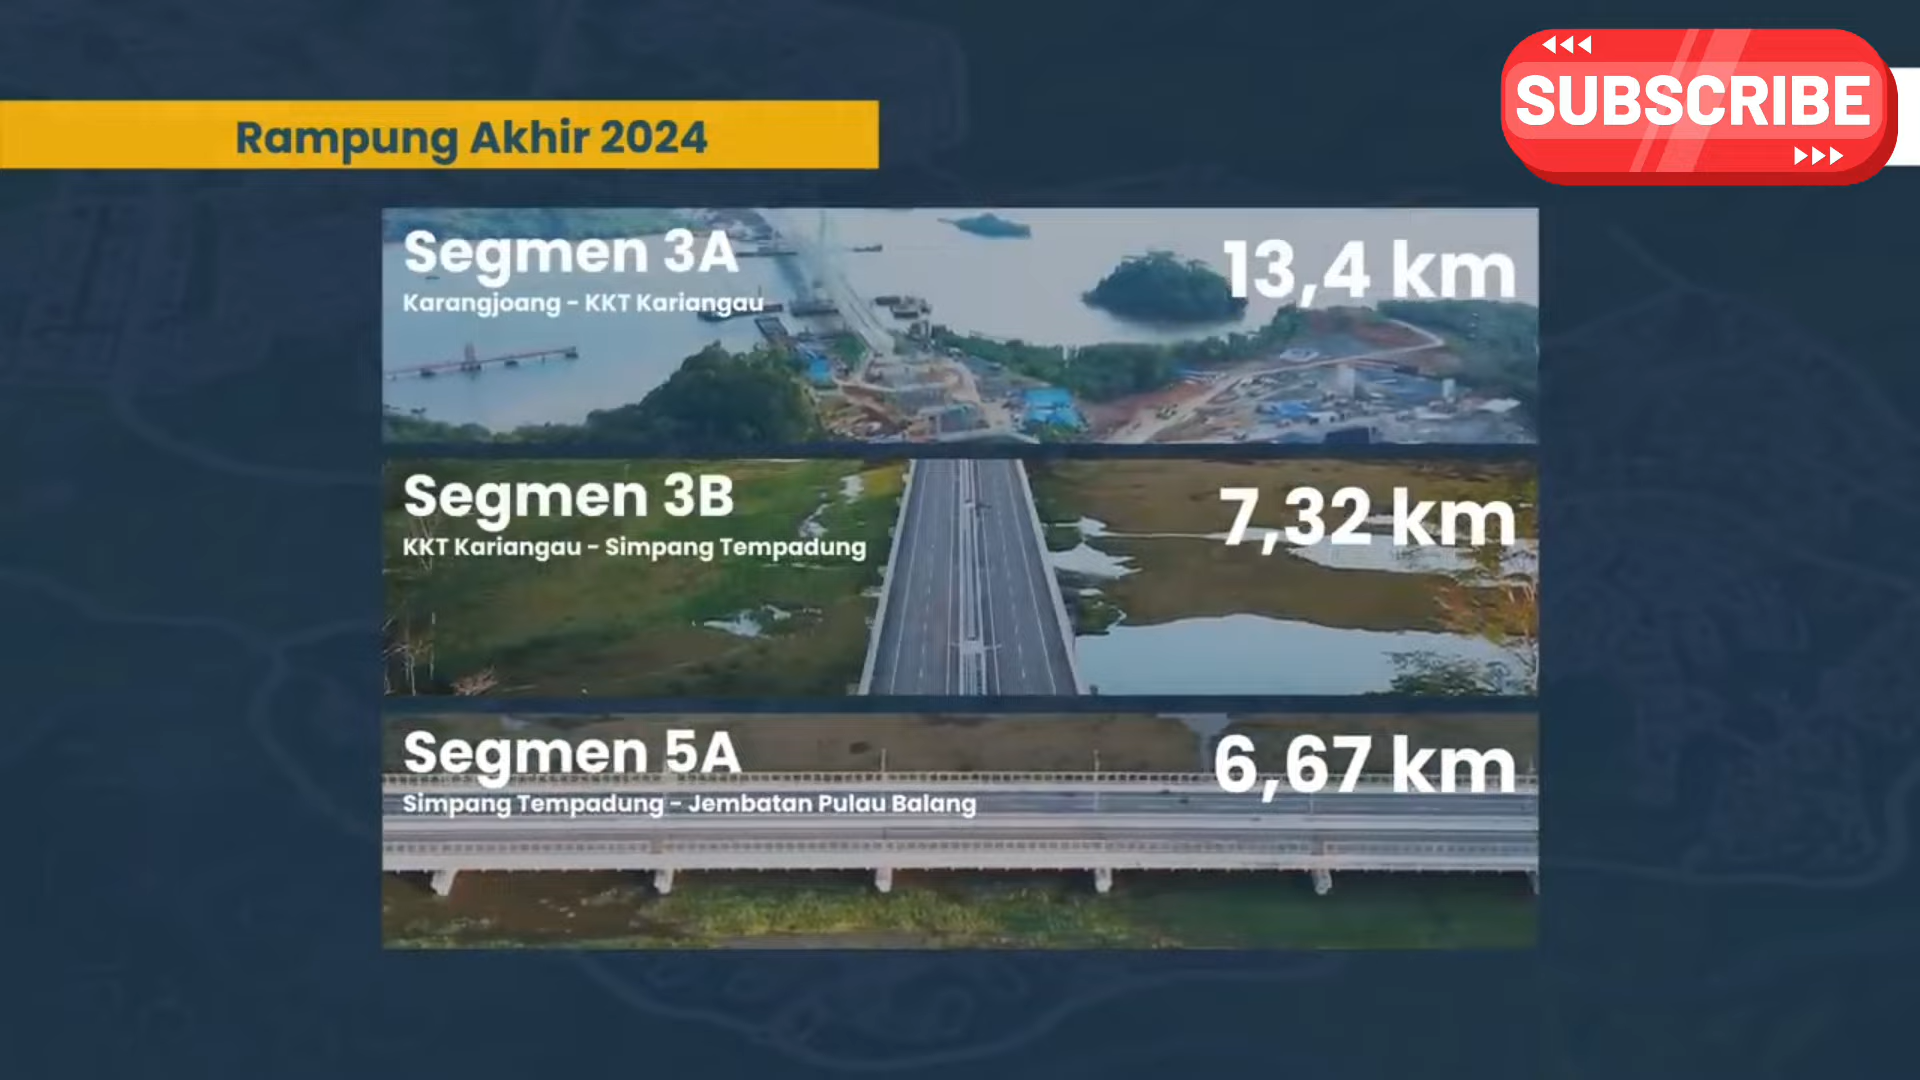 SUBSCRIBE
Rampung Akhir 2024
Segmen 3A
13,4 km
Karangjoang - KKT Kariangau
Segmen 3B
7,32 km
KKT Kariangau - Simpang Tempadung
Segmen 5A
6,67 km
Simpang Tempadung - Jembatan Pulau Balang